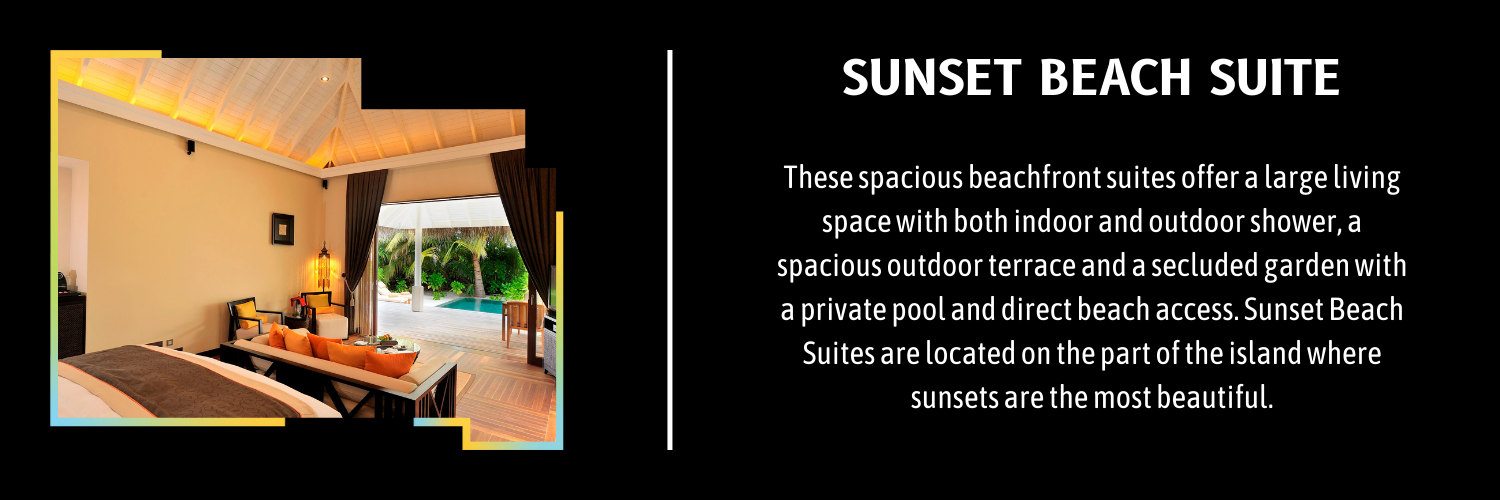 SUNSET BEACH SUITE
These spacious beachfront suites offer a large living
space with both indoor and outdoor shower, a
spacious outdoor terrace and a secluded garden with
a private pool and direct beach access. Sunset Beach
Suites are located on the part of the island where
sunsets are the most beautiful.